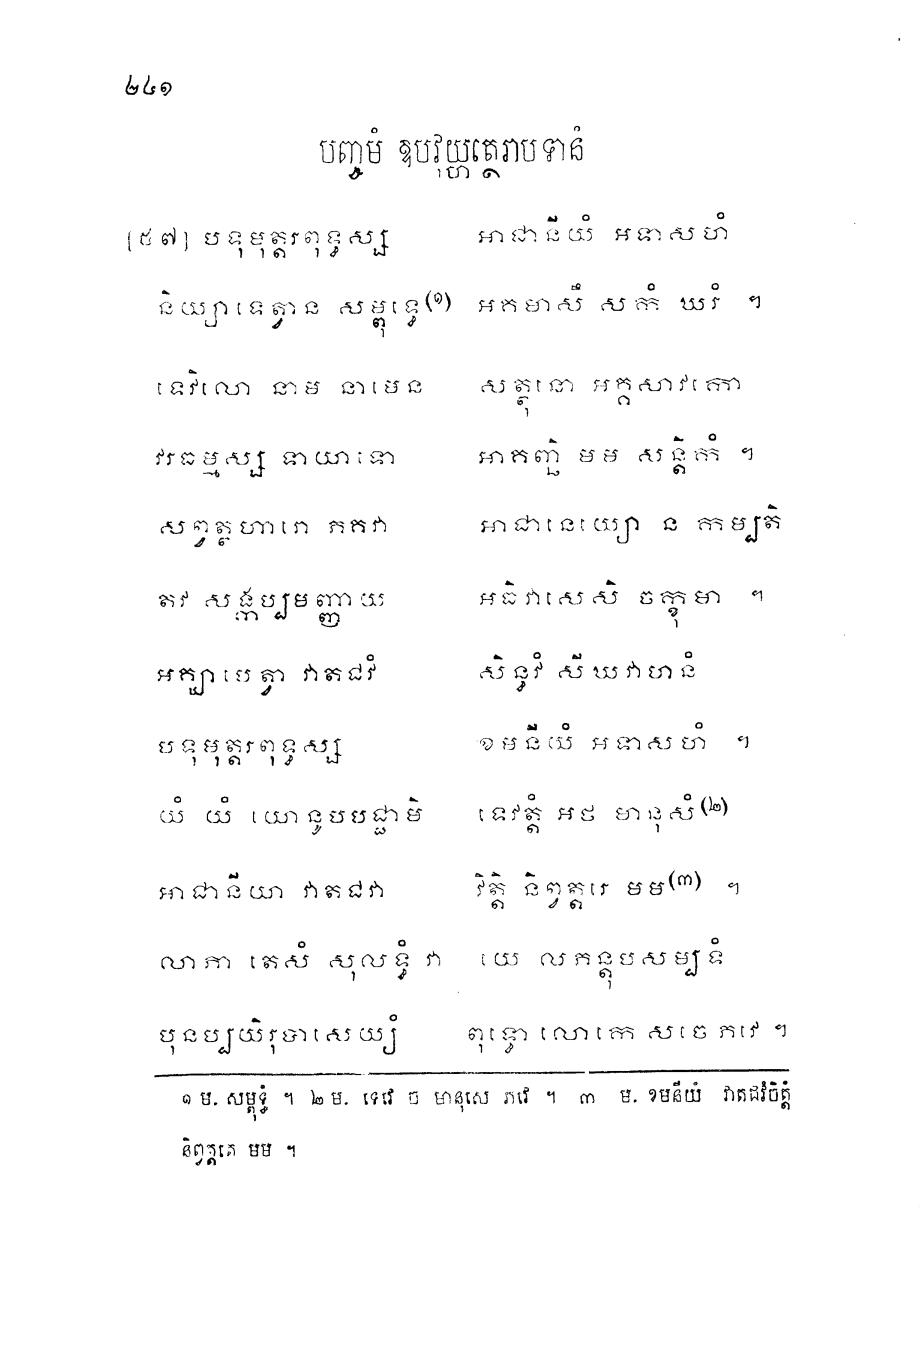 ២៤១
បញ្ចមំ ឧបវុយ្ហត្ថេរាបទានំ
[៥៧] បទុមុត្តរពុទ្ធស្ស អាជានីយំ អទាសហំ
និយ្យាទេត្វាន សម្ពុទ្ធេ(១) អគមាសឹ សកំ ឃរំ ។
ទេវិលោ នាម នាមេន សត្ថុនោ អគ្គសាវកោ
វរធម្មស្ស ទាយាទោ អាគញ្ឆិ មម សន្តិកំ ។
សព្វត្ថហារោ ភគវា អាជានេយ្យោ ន កប្បតិ
តវ សង្កប្បមញ្ញាយ អធិវាសេសិ ចក្ខុមា ។
អគ្ឃាបេត្វា វាតជវំ សិន្ធវំ សីឃវាហនំ
បទុមុត្តរពុទ្ធស្ស ខមនីយំ អទាសហំ ។
យំ យំ យោនូបបជ្ជាមិ ទេវត្តំ អថ មានុសំ(២)
អាជានីយា វាតជវា វិត្តិ និព្វត្តរេ មម(៣) ។
លាភា តេសំ សុលទ្ធំ វ យេ លភន្តុបសម្បទំ
បុនប្បយិរុបាសេយ្យំ ពុទ្ធោ លោកេ សចេ ភវេ ។
១ ម. សម្ពុទ្ធំ ។ ២ ម. ទេវេ ច មានុសេ ភវេ ។ ៣ ម. ខមនីយំ វាតជវំចិត្តំ
និព្វត្តតេ មម ។